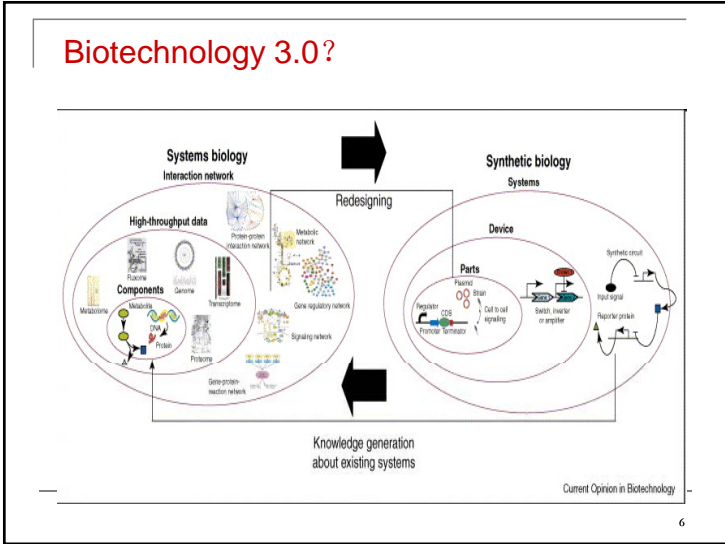 Biotechnology 3.0？
Systems biology
Interaction network
High-throughput data
Components
Metabolite
DNA
Protein
Metabolome
Fluxome
Genome
Transcriptome
Proteome
Protein-protein
interaction network
Metabolic
network
Gene regulatory network
Signaling network
Gene-protein-
reaction network
Redesigning
Synthetic biology
Systems
Device
Parts
Plasmid
Strain
Regulator
CDS
Promoter Terminator
Cell to cell
signaling
Switch, inverter
or amplifier
Synthetic circuit
Input signal
Reporter protein
Knowledge generation
about existing systems
Current Opinion in Biotechnology
6